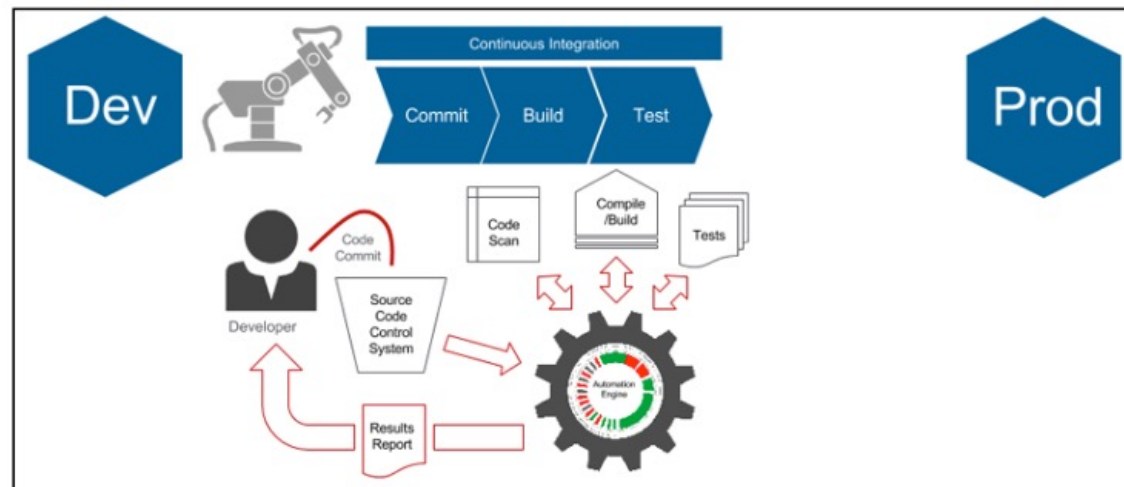 Dev
Continuous Integration
Commit
Build
Test
Prod
Code
Scan
Compile
/Build
Tests
Code
Commit
Developer
Source
Code
Control
System
Automation
Engine
Results
Report